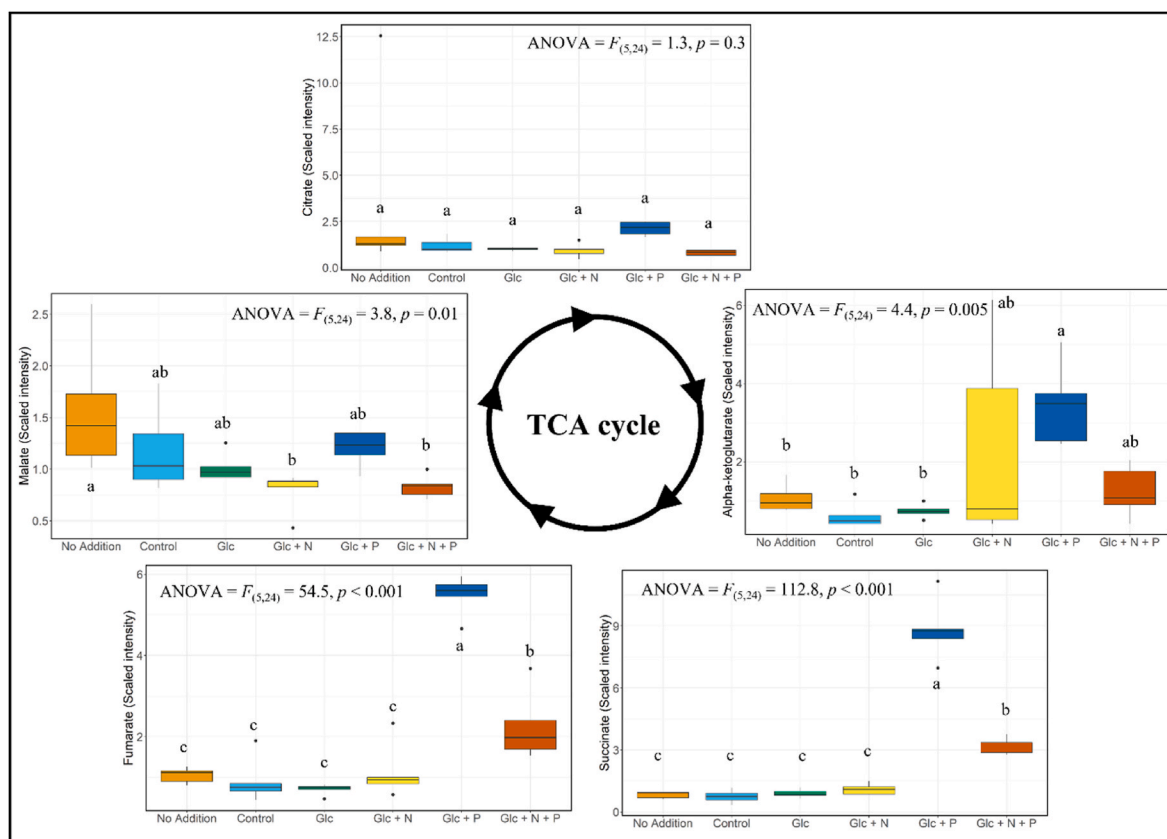 ANOVA = F(5,24) = 1.3, p = 0.3
Citrate (Scaled intensity)
12.5
10.0
7.5
5.0
2.5
0.0
a a a a a a
No Addition Control Glc Glc + N Glc + P Glc + N + P
ANOVA = F(5,24) = 3.8, p = 0.01
Malate (Scaled intensity)
2.5
2.0
1.5
1.0
0.5
a ab ab b ab b
No Addition Control Glc Glc + N Glc + P Glc + N + P
TCA cycle
ANOVA = F(5,24) = 4.4, p = 0.005
Alpha-ketoglutarate (Scaled intensity)
6
4
2
b b b ab a ab
No Addition Control Glc Glc + N Glc + P Glc + N + P
ANOVA = F(5,24) = 54.5, p < 0.001
Fumarate (Scaled intensity)
6
4
2
c c c c a b
No Addition Control Glc Glc + N Glc + P Glc + N + P
ANOVA = F(5,24) = 112.8, p < 0.001
Succinate (Scaled intensity)
9
6
3
0
c c c c a b
No Addition Control Glc Glc + N Glc + P Glc + N + P